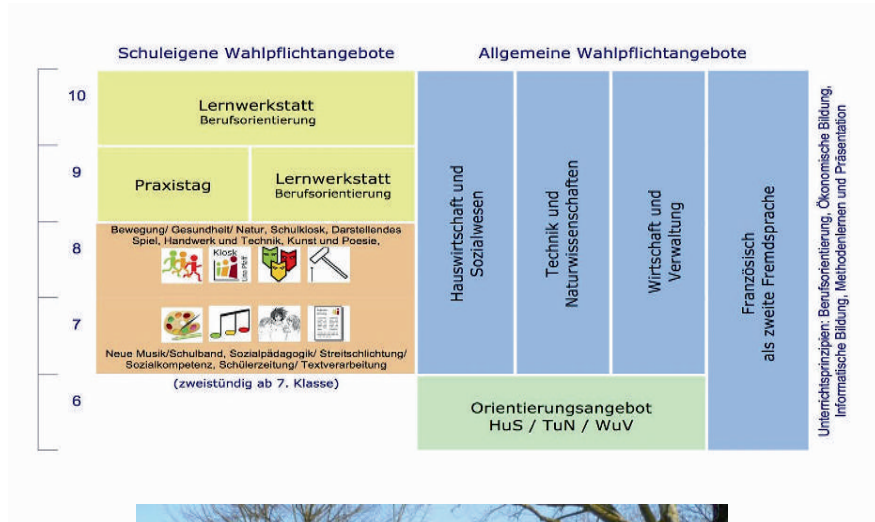 Schuleigene Wahlpflichtangebote
Allgemeine Wahlpflichtangebote
10
Lernwerkstatt
Berufsorientierung
9
Praxistag
Lernwerkstatt
Berufsorientierung
8
Bewegung/ Gesundheit/ Natur, Schulkiosk, Darstellendes
Spiel, Handwerk und Technik, Kunst und Poesie,
Kiosk
7
Neue Musik/Schulband, Sozialpädagogik/ Streitschlichtung/
Sozialkompetenz, Schülerzeitung/ Textverarbeitung
(zweistündig ab 7. Klasse)
6
Hauswirtschaft und
Sozialwesen
Technik und
Naturwissenschaften
Wirtschaft und
Verwaltung
Französisch
als zweite Fremdsprache
Orientierungsangebot
HuS / TuN / WuV
Unterrichtsprinzipien: Berufsorientierung, Ökonomische Bildung,
Informatische Bildung, Methodenlernen und Präsentation